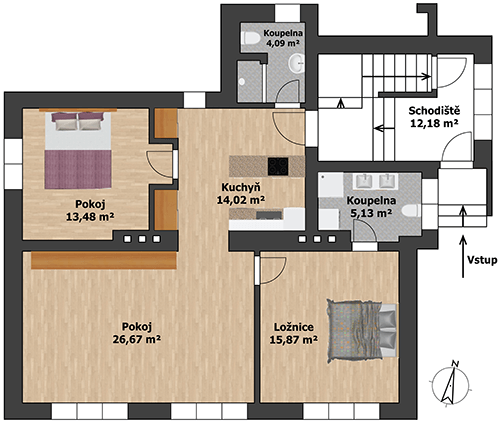 Koupelna
4,09 m²
Schodiště
12,18 m²
Pokoj
13,48 m²
Kuchyň
14,02 m²
Koupelna
5,13 m²
Vstup
Pokoj
26,67 m²
Ložnice
15,87 m²
N